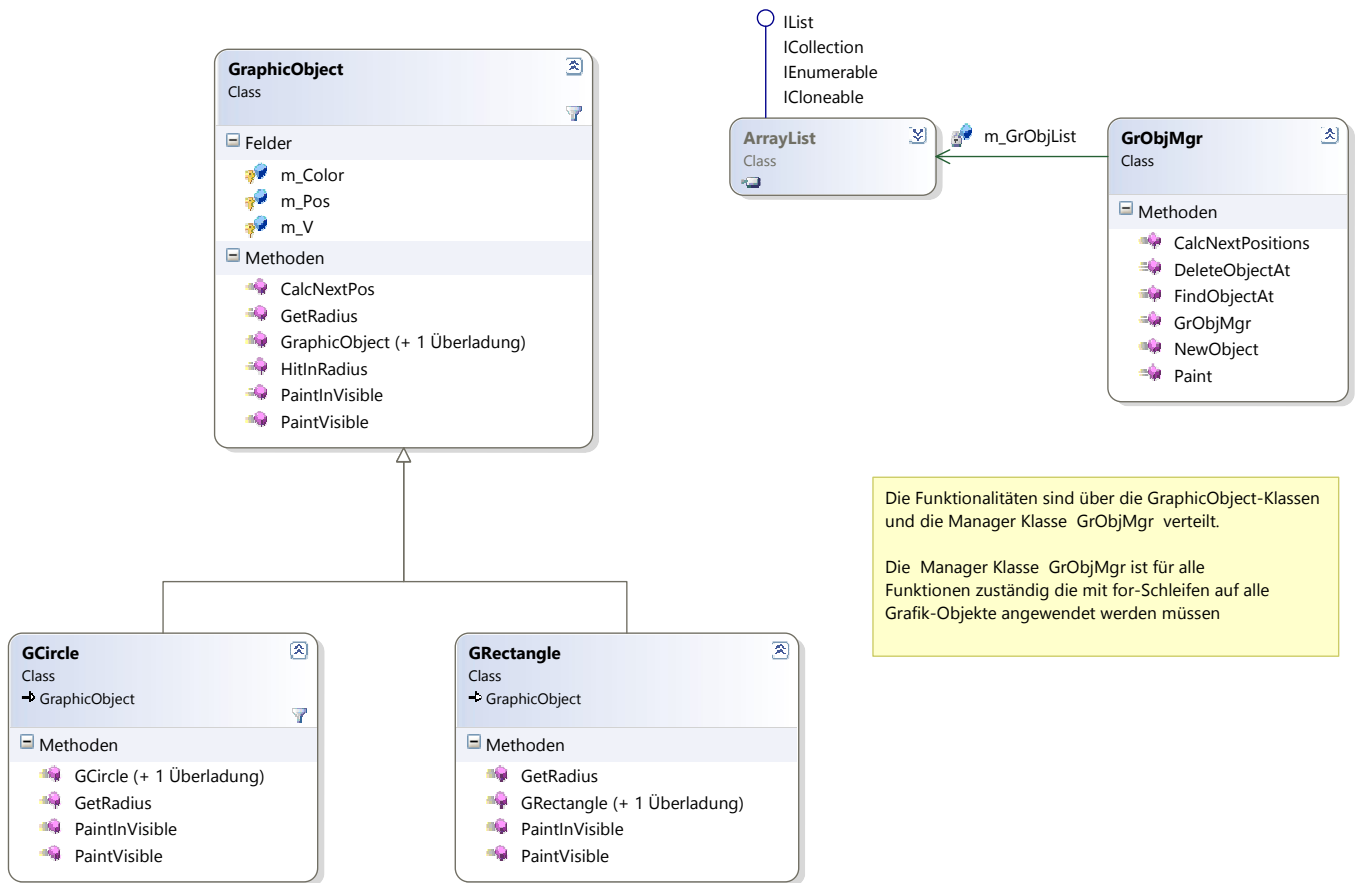 GraphicObject
Class
Felder
m_Color
m_Pos
m_V
Methoden
CalcNextPos
GetRadius
GraphicObject (+ 1 Überladung)
HitInRadius
PaintInVisible
PaintVisible
IList
ICollection
IEnumerable
ICloneable
ArrayList
Class
m_GrObjList
GrObjMgr
Class
Methoden
CalcNextPositions
DeleteObjectAt
FindObjectAt
GrObjMgr
NewObject
Paint
Die Funktionalitäten sind über die GraphicObject-Klassen
und die Manager Klasse GrObjMgr verteilt.
Die Manager Klasse GrObjMgr ist für alle
Funktionen zuständig die mit for-Schleifen auf alle
Grafik-Objekte angewendet werden müssen
GCircle
Class
GraphicObject
Methoden
GCircle (+ 1 Überladung)
GetRadius
PaintInVisible
PaintVisible
GRectangle
Class
GraphicObject
Methoden
GetRadius
GRectangle (+ 1 Überladung)
PaintInVisible
PaintVisible